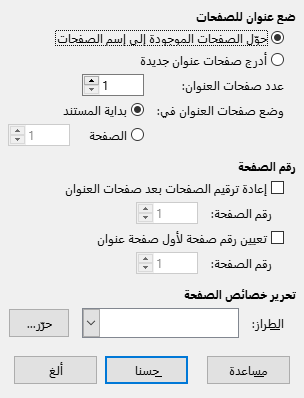 ضع عنوان للصفحات
حوّل الصفحات الموجودة إلى إسم الصفحات
أدرج صفحات عنوان جديدة
عدد صفحات العنوان: 1
وضع صفحات العنوان في: بداية المستند
الصفحة 1
رقم الصفحة
إعادة ترقيم الصفحات بعد صفحات العنوان
رقم الصفحة: 1
تعيين رقم صفحة لأول صفحة عنوان
رقم الصفحة: 1
تحرير خصائص الصفحة
الطراز: حرّر...
مساعدة حسنا ألغ